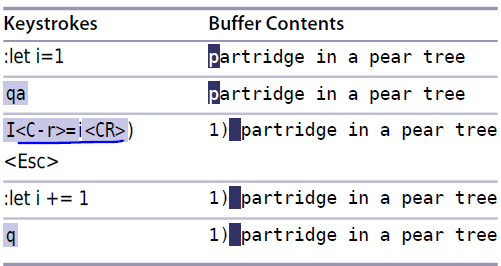 Keystrokes Buffer Contents
:let i=1 partridge in a pear tree
qa partridge in a pear tree
I<C-r>=i<CR>) 1) partridge in a pear tree
<Esc>
:let i += 1 1) partridge in a pear tree
q 1) partridge in a pear tree